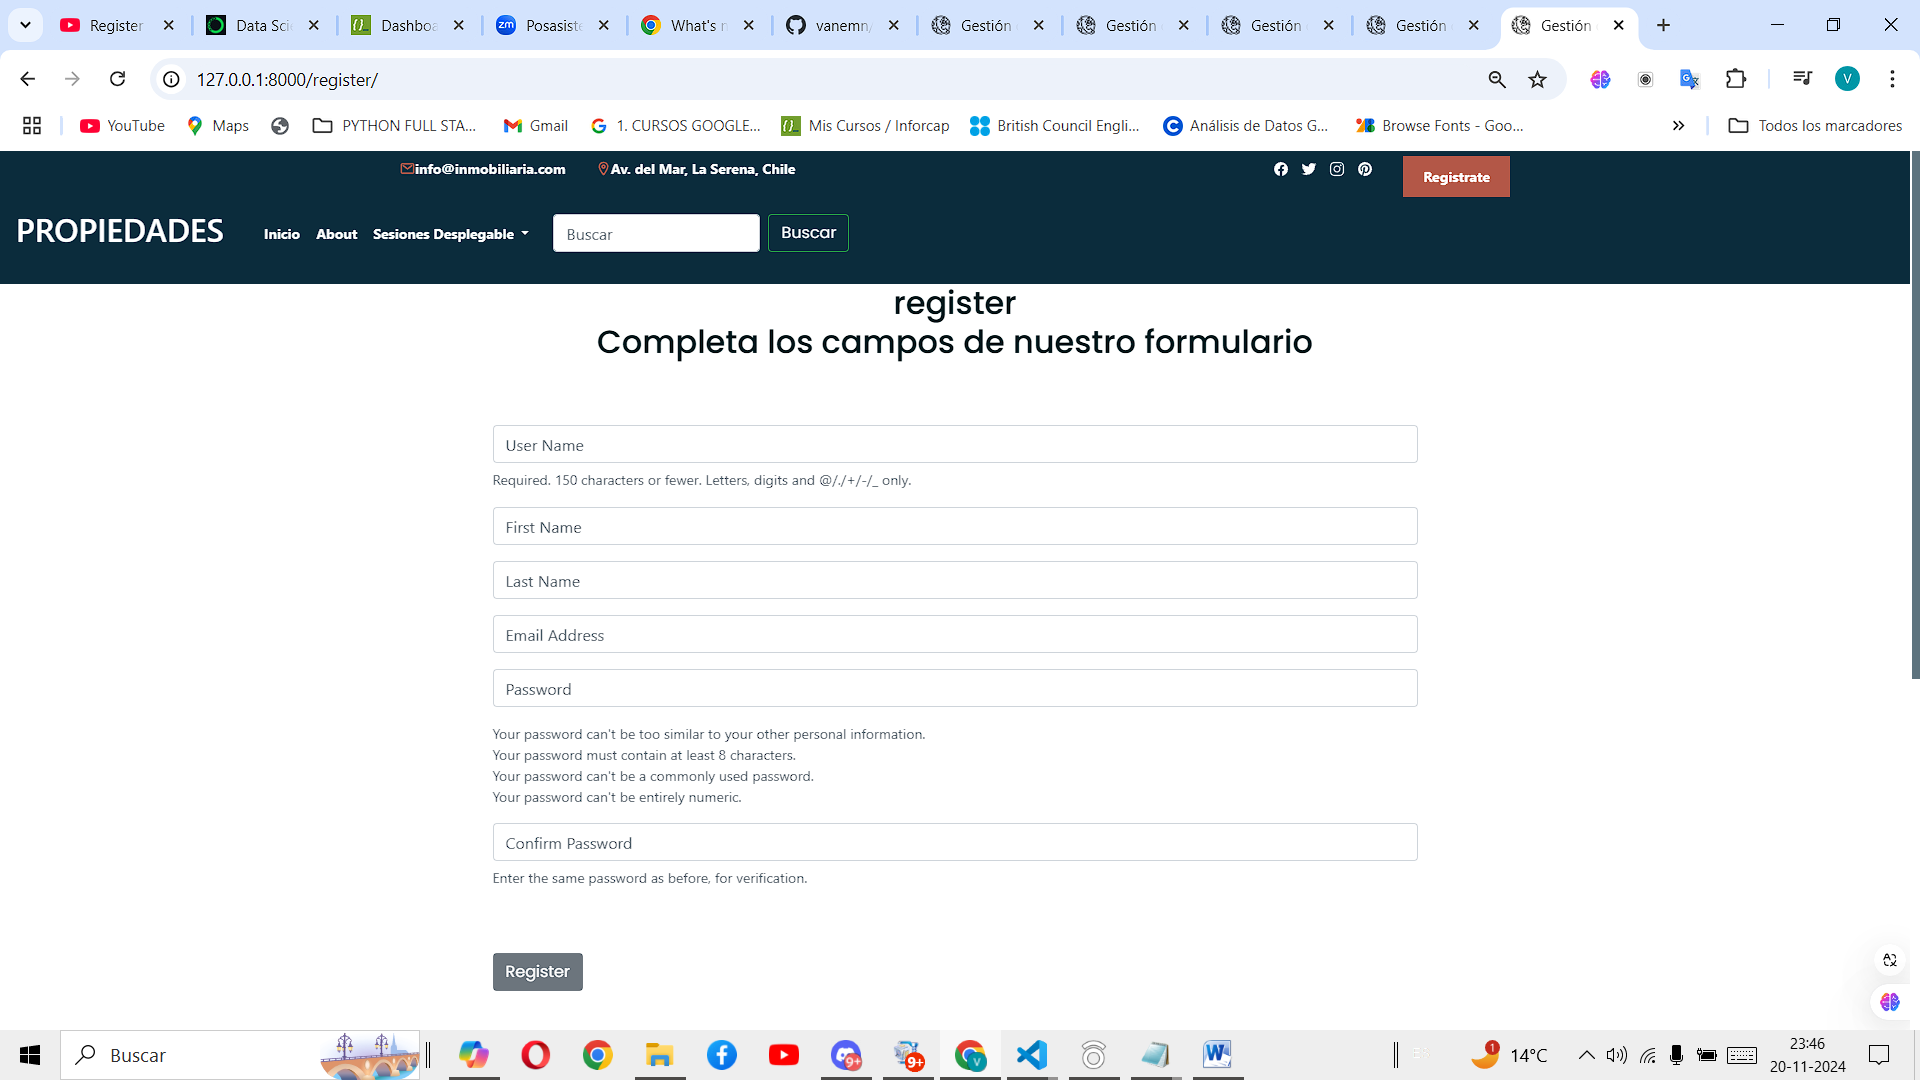 Register
Data Sci
Dashboa
Posasiste
What's n
vanemn/
Gestión
Gestión
Gestión
Gestión
Gestión
127.0.0.1:8000/register/
V
YouTube
Maps
PYTHON FULL STA...
Gmail
1. CURSOS GOOGLE...
Mis Cursos / Inforcap
British Council Engli...
Análisis de Datos G...
Browse Fonts - Goo...
Todos los marcadores
info@inmobiliaria.com
Av. del Mar, La Serena, Chile
Registrate
PROPIEDADES
Inicio
About
Sesiones Desplegable
Buscar
Buscar
register
Completa los campos de nuestro formulario
User Name
Required. 150 characters or fewer. Letters, digits and @/./+/-/_ only.
First Name
Last Name
Email Address
Password
Your password can't be too similar to your other personal information.
Your password must contain at least 8 characters.
Your password can't be a commonly used password.
Your password can't be entirely numeric.
Confirm Password
Enter the same password as before, for verification.
Register
Buscar
9+
9+
V
1
14°C
23:46
20-11-2024